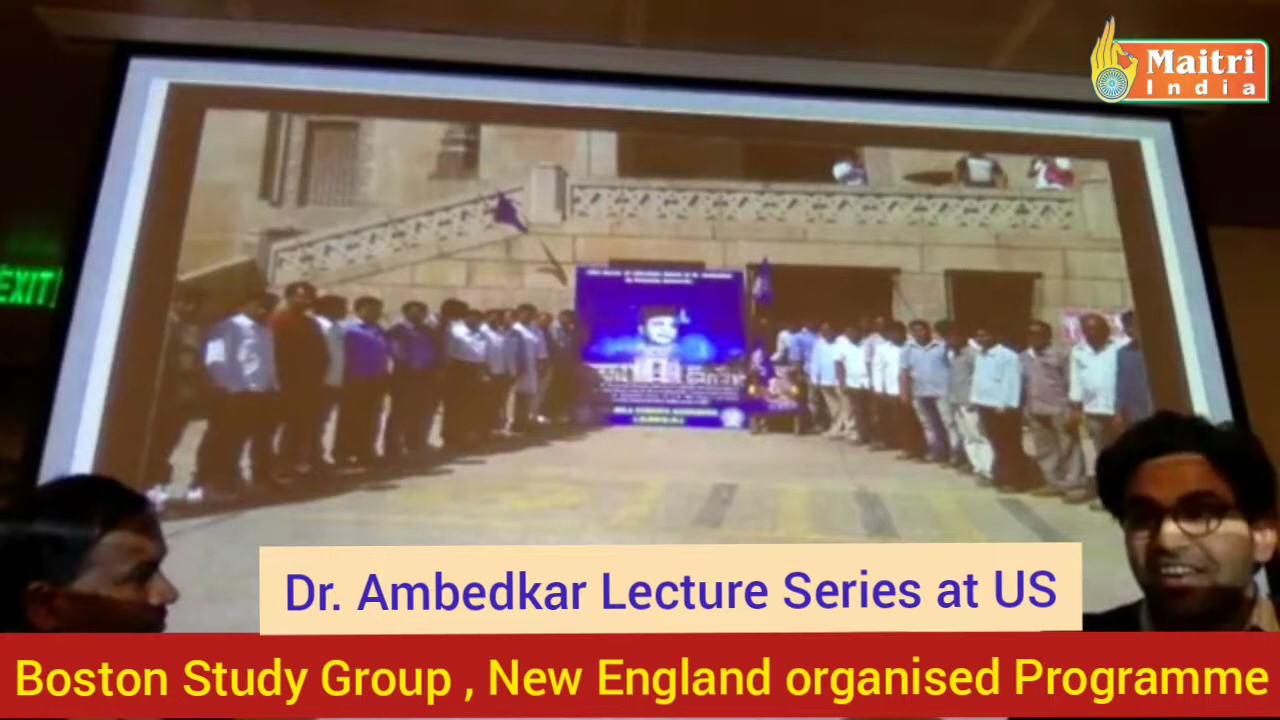 Maitri
India
EXIT
Dr. Ambedkar Lecture Series at US
Boston Study Group , New England organised Programme